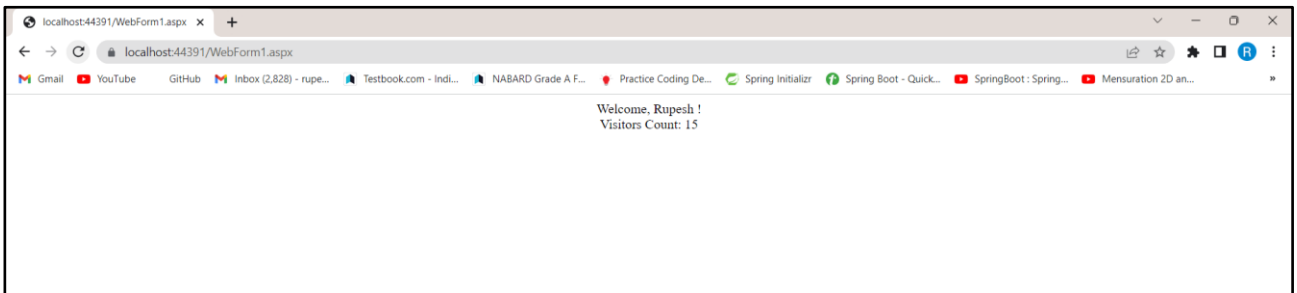 localhost:44391/WebForm1.aspx
localhost:44391/WebForm1.aspx R
Gmail YouTube GitHub Inbox (2,828) - rupe... Testbook.com - Indi... NABARD Grade A F... Practice Coding De... Spring Initializr Spring Boot - Quick... SpringBoot : Spring... Mensuration 2D an... »
Welcome, Rupesh !
Visitors Count: 15